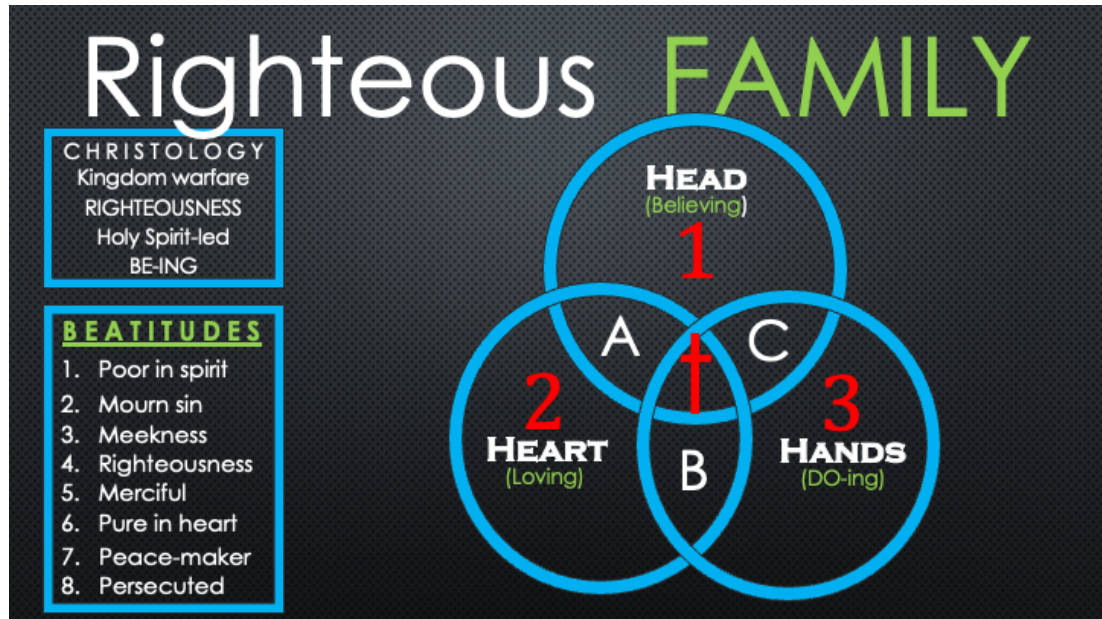 Righteous FAMILY
CHRISTOLOGY
Kingdom warfare
RIGHTEOUSNESS
Holy Spirit-led
BE-ING
BEATITUDES
1. Poor in spirit
2. Mourn sin
3. Meekness
4. Righteousness
5. Merciful
6. Pure in heart
7. Peace-maker
8. Persecuted
HEAD
(Believing)
1
A
C
2
HEART
(Loving)
3
HANDS
(DO-ing)
B